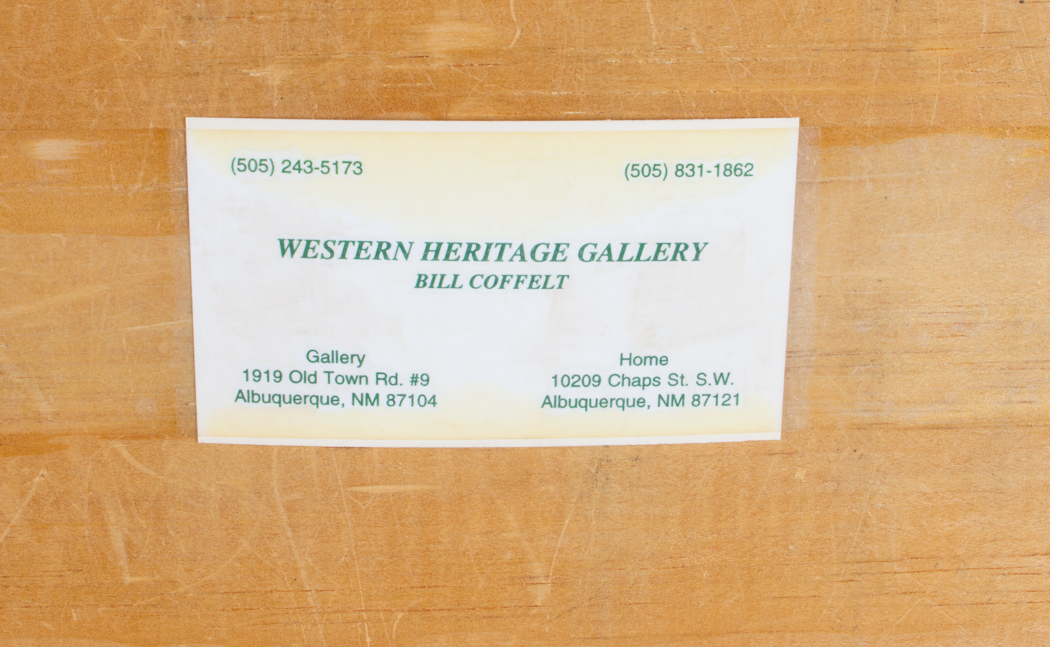 (505) 243-5173
(505) 831-1862
WESTERN HERITAGE GALLERY
BILL COFFELT
Gallery
1919 Old Town Rd. #9
Albuquerque, NM 87104
Home
10209 Chaps St. S.W.
Albuquerque, NM 87121